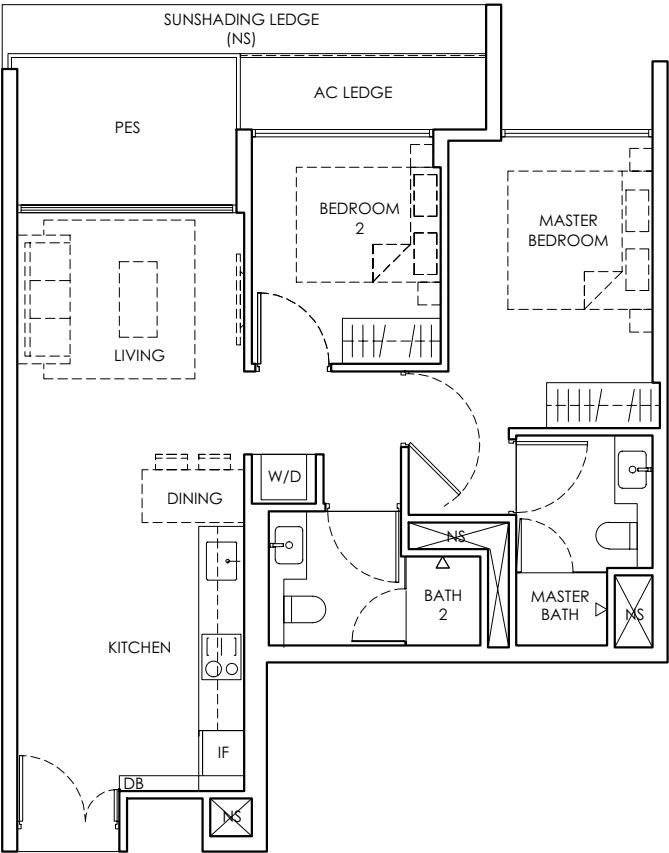 SUNSHADING LEDGE
(NS)
AC LEDGE
PES
BEDROOM
2
MASTER
BEDROOM
LIVING
W/D
DINING
NS
BATH
2
MASTER
BATH
NS
KITCHEN
IF
DB
NS